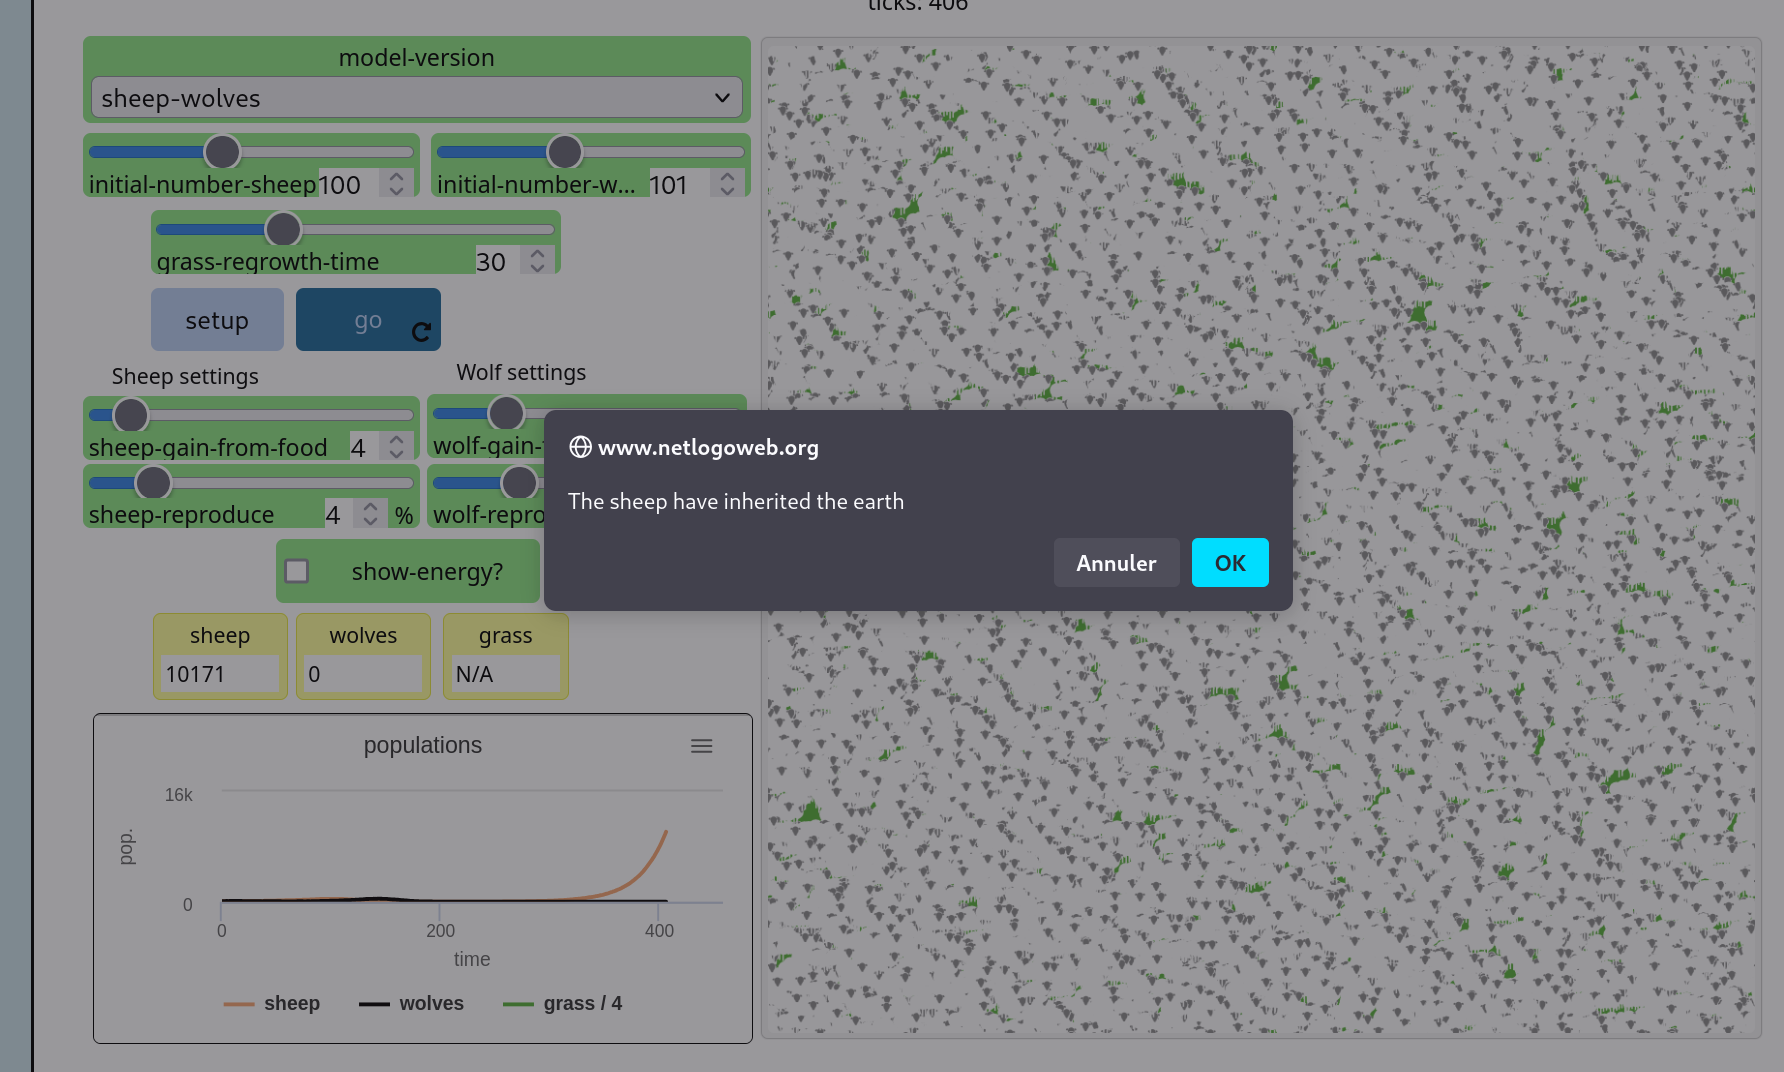 ticks: 406
model-version
sheep-wolves
initial-number-sheep 100
initial-number-w... 101
grass-regrowth-time 30
setup
go
Sheep settings
Wolf settings
sheep-gain-from-food 4
wolf-gain-
sheep-reproduce 4 %
wolf-repro
www.netlogoweb.org
The sheep have inherited the earth
Annuler
OK
show-energy?
sheep
10171
wolves
0
grass
N/A
populations
16k
pop.
0
0 200 400
time
sheep wolves grass / 4